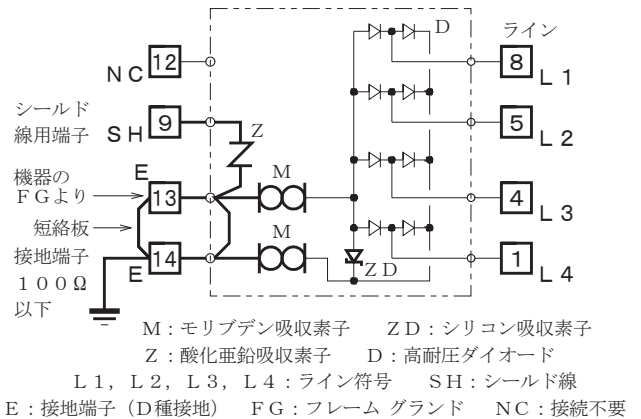 D ライン
12 NC 8 L1
シールド
線用端子 9 SH Z 5 L2
機器の
FGより E 13 M 4 L3
短絡板
接地端子 14 E M ZD 1 L4
100Ω
以下
M：モリブデン吸収素子 ZD：シリコン吸収素子
Z：酸化亜鉛吸収素子 D：高耐圧ダイオード
L1，L2，L3，L4：ライン符号 SH：シールド線
E：接地端子（D種接地） FG：フレーム グランド NC：接続不要